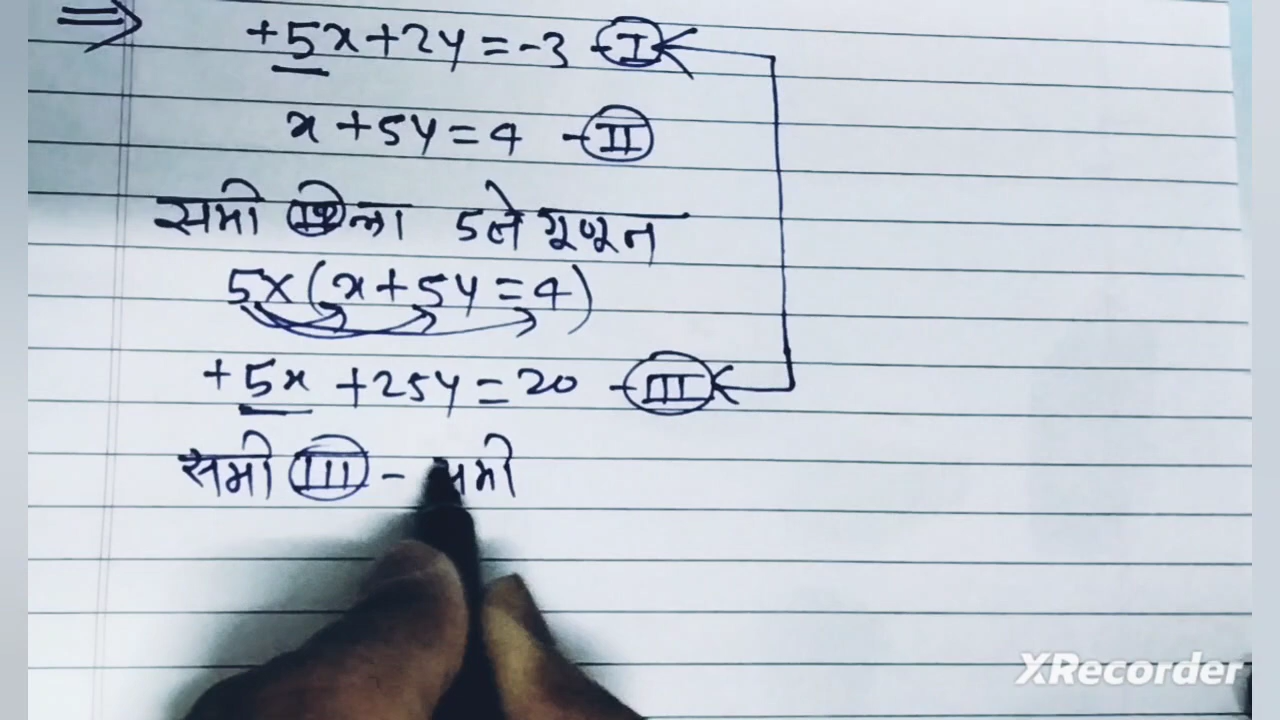 ⇒ +5x+2y=-3 - I
x+5y=4 - II
समी II ला 5ने गूणून
5x(x+5y=4)
+5x +25y=20 - III
समी III - समी
XRecorder